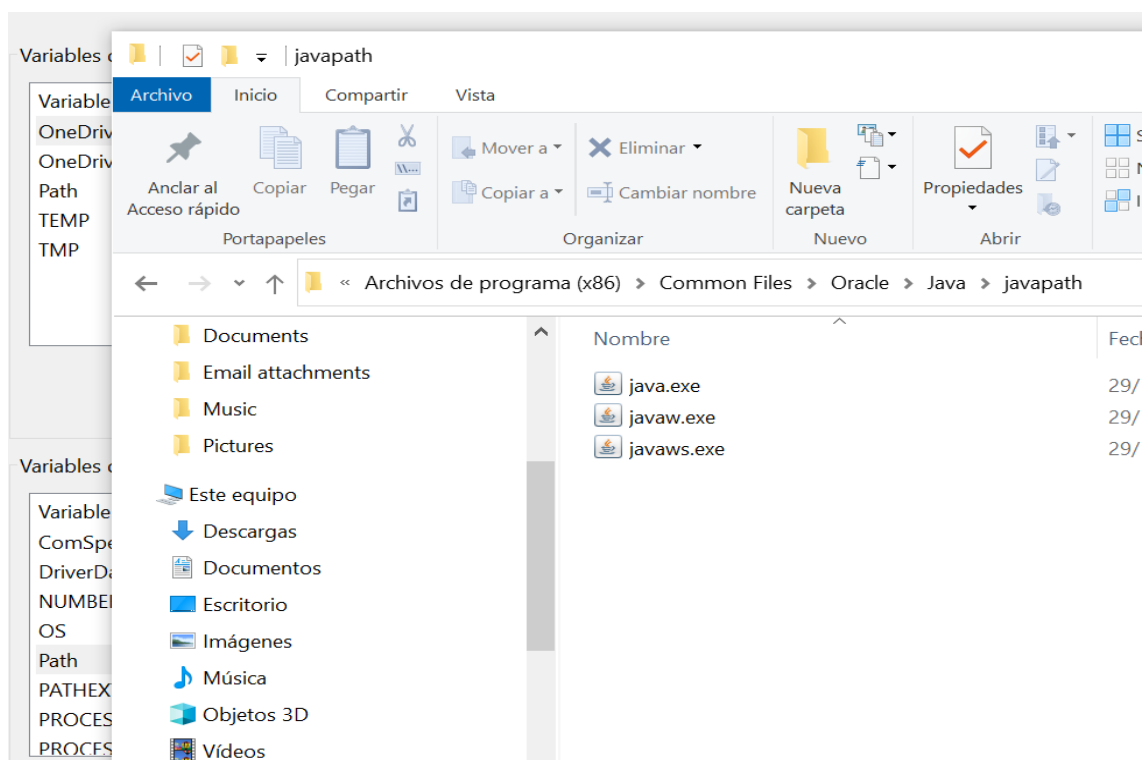 Variables
javapath
Archivo Inicio Compartir Vista
Variable
OneDriv
OneDriv
Path
TEMP
TMP
Anclar al
Acceso rápido
Copiar
Pegar
Mover a
Copiar a
Eliminar
Cambiar nombre
Nueva
carpeta
Propiedades
Portapapeles Organizar Nuevo Abrir
« Archivos de programa (x86) > Common Files > Oracle > Java > javapath
Documents
Email attachments
Music
Pictures
Este equipo
Descargas
Documentos
Escritorio
Imágenes
Música
Objetos 3D
Vídeos
Nombre Fech
java.exe 29/
javaw.exe 29/
javaws.exe 29/
Variables
Variable
ComSpe
DriverDa
NUMBER
OS
Path
PATHEX
PROCES
PROCES